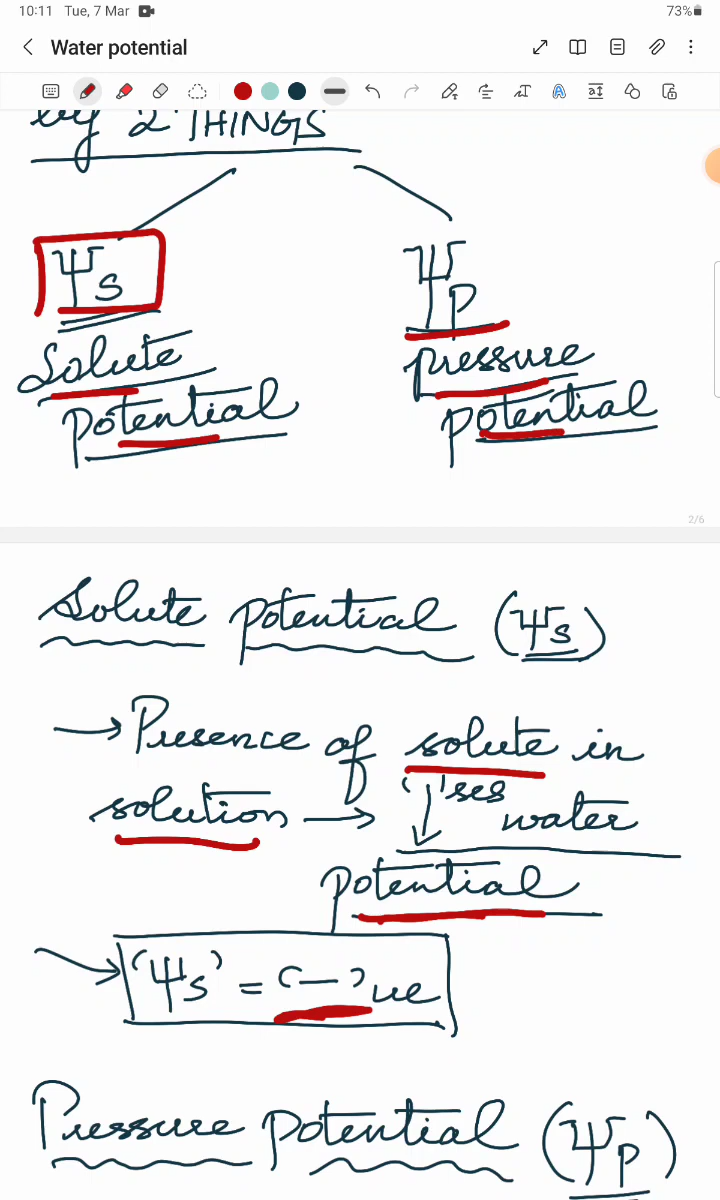 10:11 Tue, 7 Mar
73%
Water potential
by 2 THINGS
Ψs
Ψp
Solute
potential
pressure
potential
2/6
Solute potential (Ψs)
→ Presence of solute in
solution → '↓'ses water
potential
→ 'Ψs' = '—'ve
Pressure potential (Ψp)